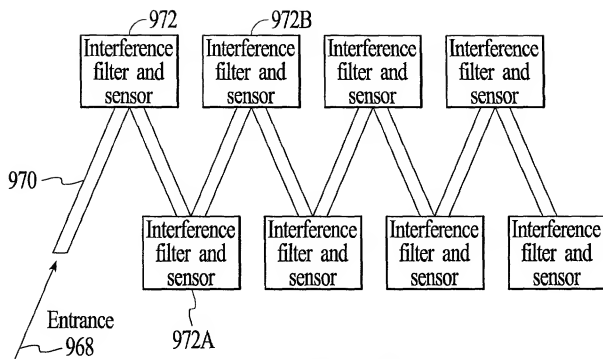 972
972B
Interference
filter and
sensor
Interference
filter and
sensor
Interference
filter and
sensor
Interference
filter and
sensor
970
Interference
filter and
sensor
Interference
filter and
sensor
Interference
filter and
sensor
Interference
filter and
sensor
Entrance
968
972A